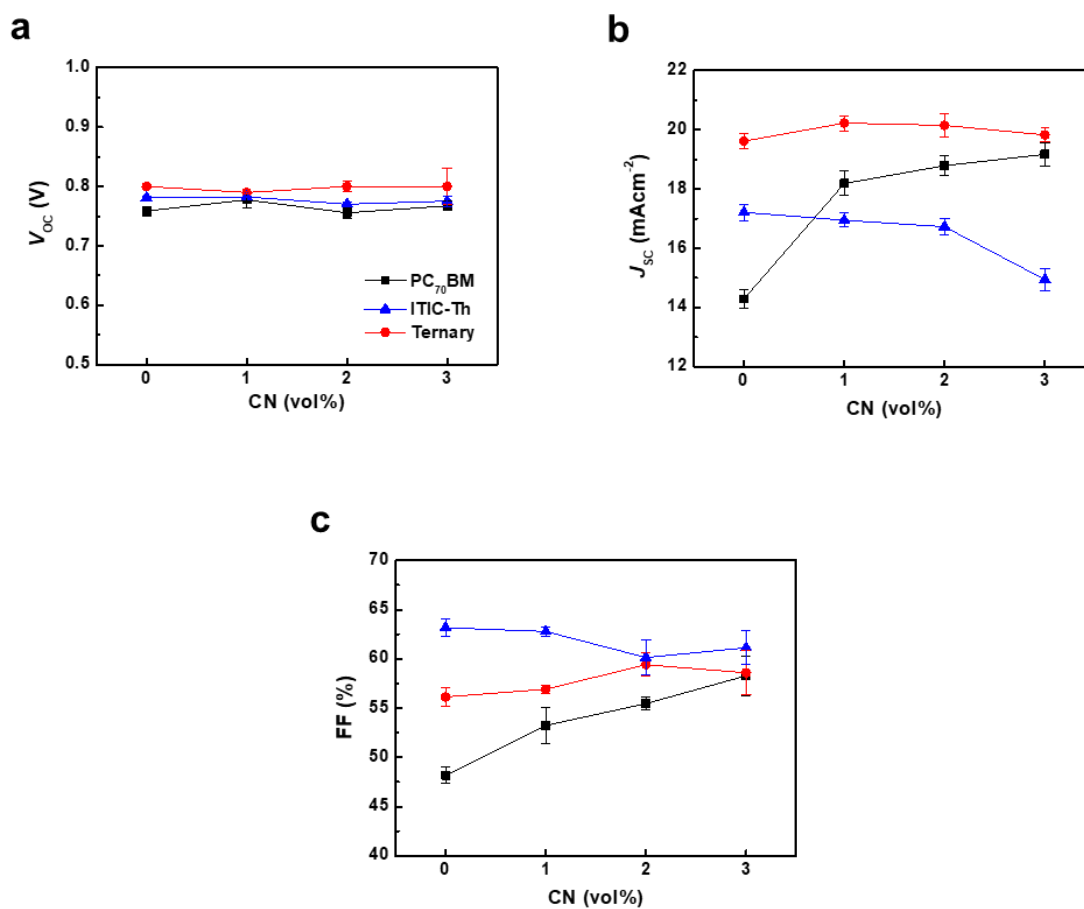 a
1.0
0.9
0.8
0.7
0.6
0.5
V_OC (V)
0 1 2 3
CN (vol%)
PC₇₀BM
ITIC-Th
Ternary
b
22
20
18
16
14
12
J_SC (mAcm⁻²)
0 1 2 3
CN (vol%)
c
70
65
60
55
50
45
40
FF (%)
0 1 2 3
CN (vol%)